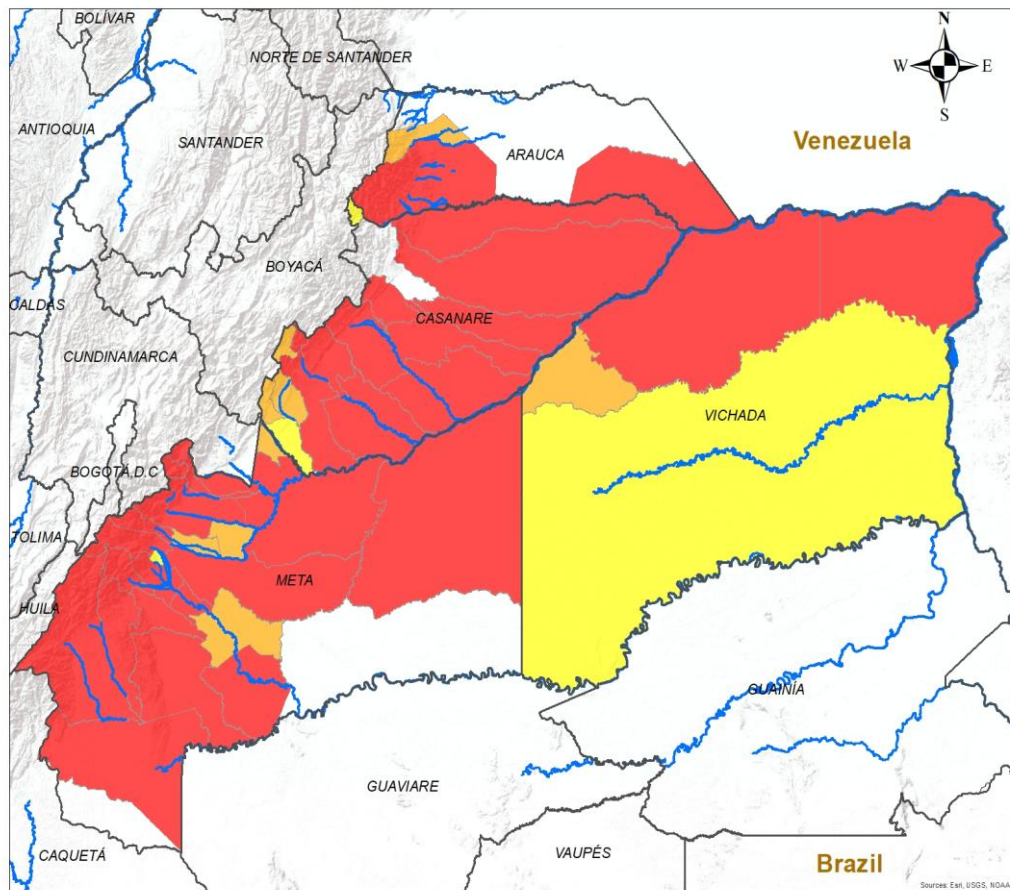 BOLÍVAR
NORTE DE SANTANDER
N
W
E
S
ANTIOQUIA
SANTANDER
ARAUCA
Venezuela
BOYACÁ
CALDAS
CASANARE
CUNDINAMARCA
VICHADA
BOGOTÁ D.C
TOLIMA
META
HUILA
GUAINÍA
GUAVIARE
CAQUETÁ
VAUPÉS
Brazil
Sources: Esri, USGS, NOAA